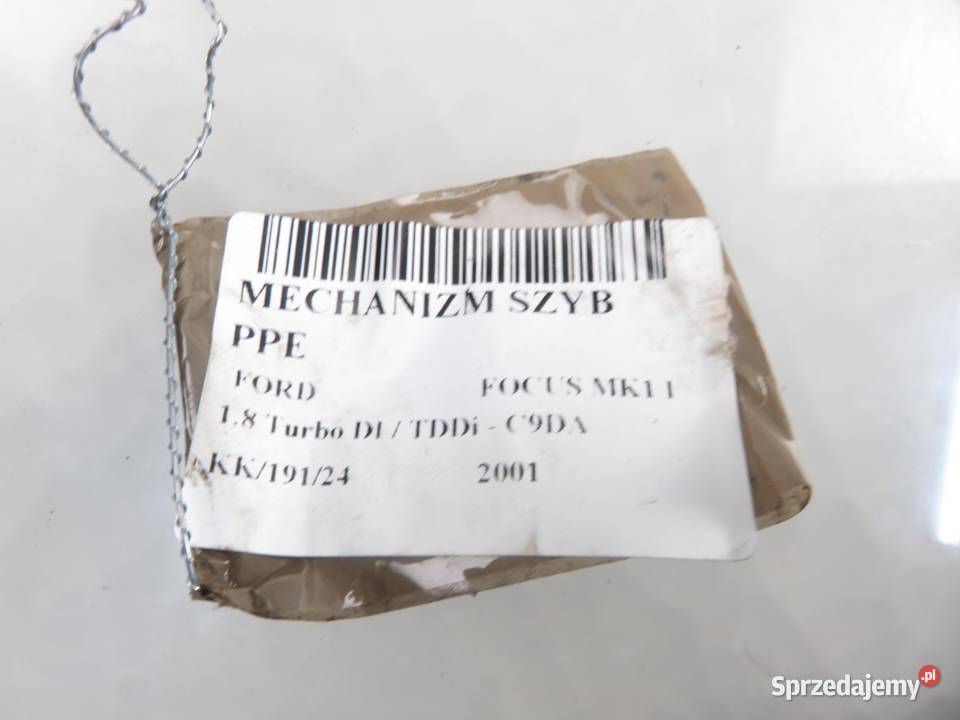 MECHANIZM SZYB
PPE
FORD FOCUS MK1 I
1.8 Turbo DI / TDDi - C9DA
KK/191/24 2001
Sprzedajemy.pl